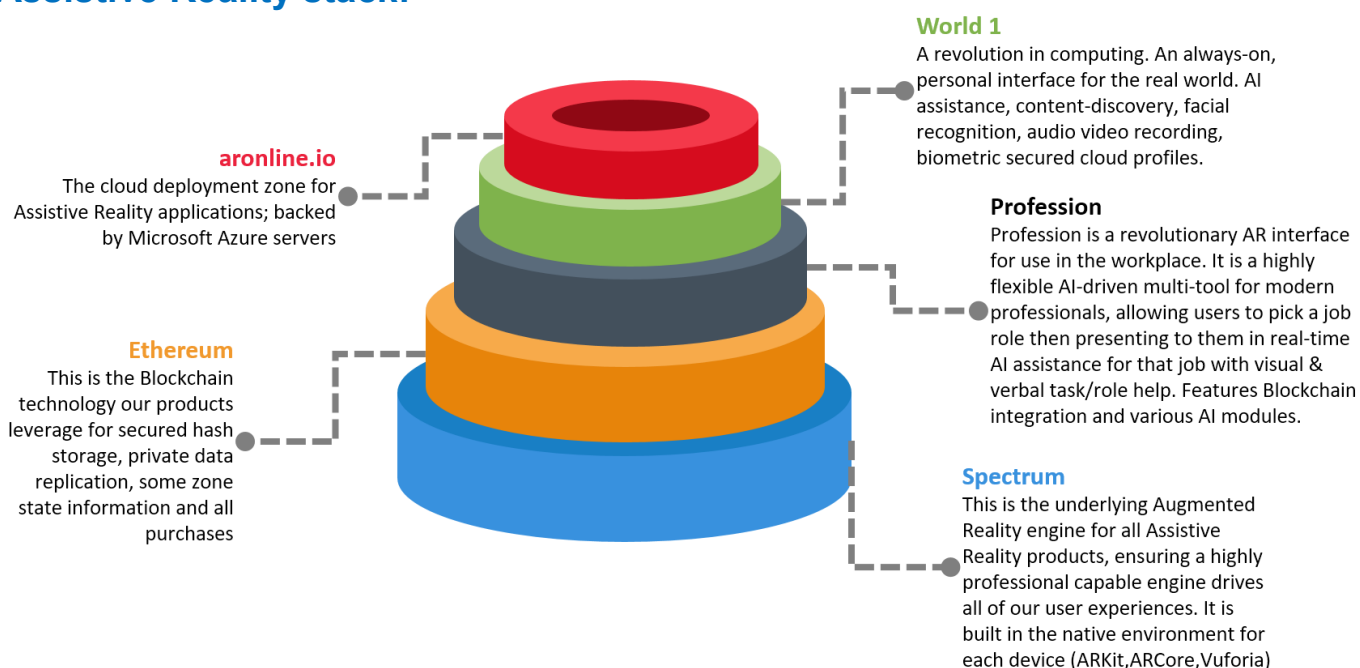 Assistive Reality stack:
World 1
A revolution in computing. An always-on,
personal interface for the real world. AI
assistance, content-discovery, facial
recognition, audio video recording,
biometric secured cloud profiles.
aronline.io
The cloud deployment zone for
Assistive Reality applications; backed
by Microsoft Azure servers
Profession
Profession is a revolutionary AR interface
for use in the workplace. It is a highly
flexible AI-driven multi-tool for modern
professionals, allowing users to pick a job
role then presenting to them in real-time
AI assistance for that job with visual &
verbal task/role help. Features Blockchain
integration and various AI modules.
Ethereum
This is the Blockchain
technology our products
leverage for secured hash
storage, private data
replication, some zone
state information and all
purchases
Spectrum
This is the underlying Augmented
Reality engine for all Assistive
Reality products, ensuring a highly
professional capable engine drives
all of our user experiences. It is
built in the native environment for
each device (ARKit,ARCore,Vuforia)